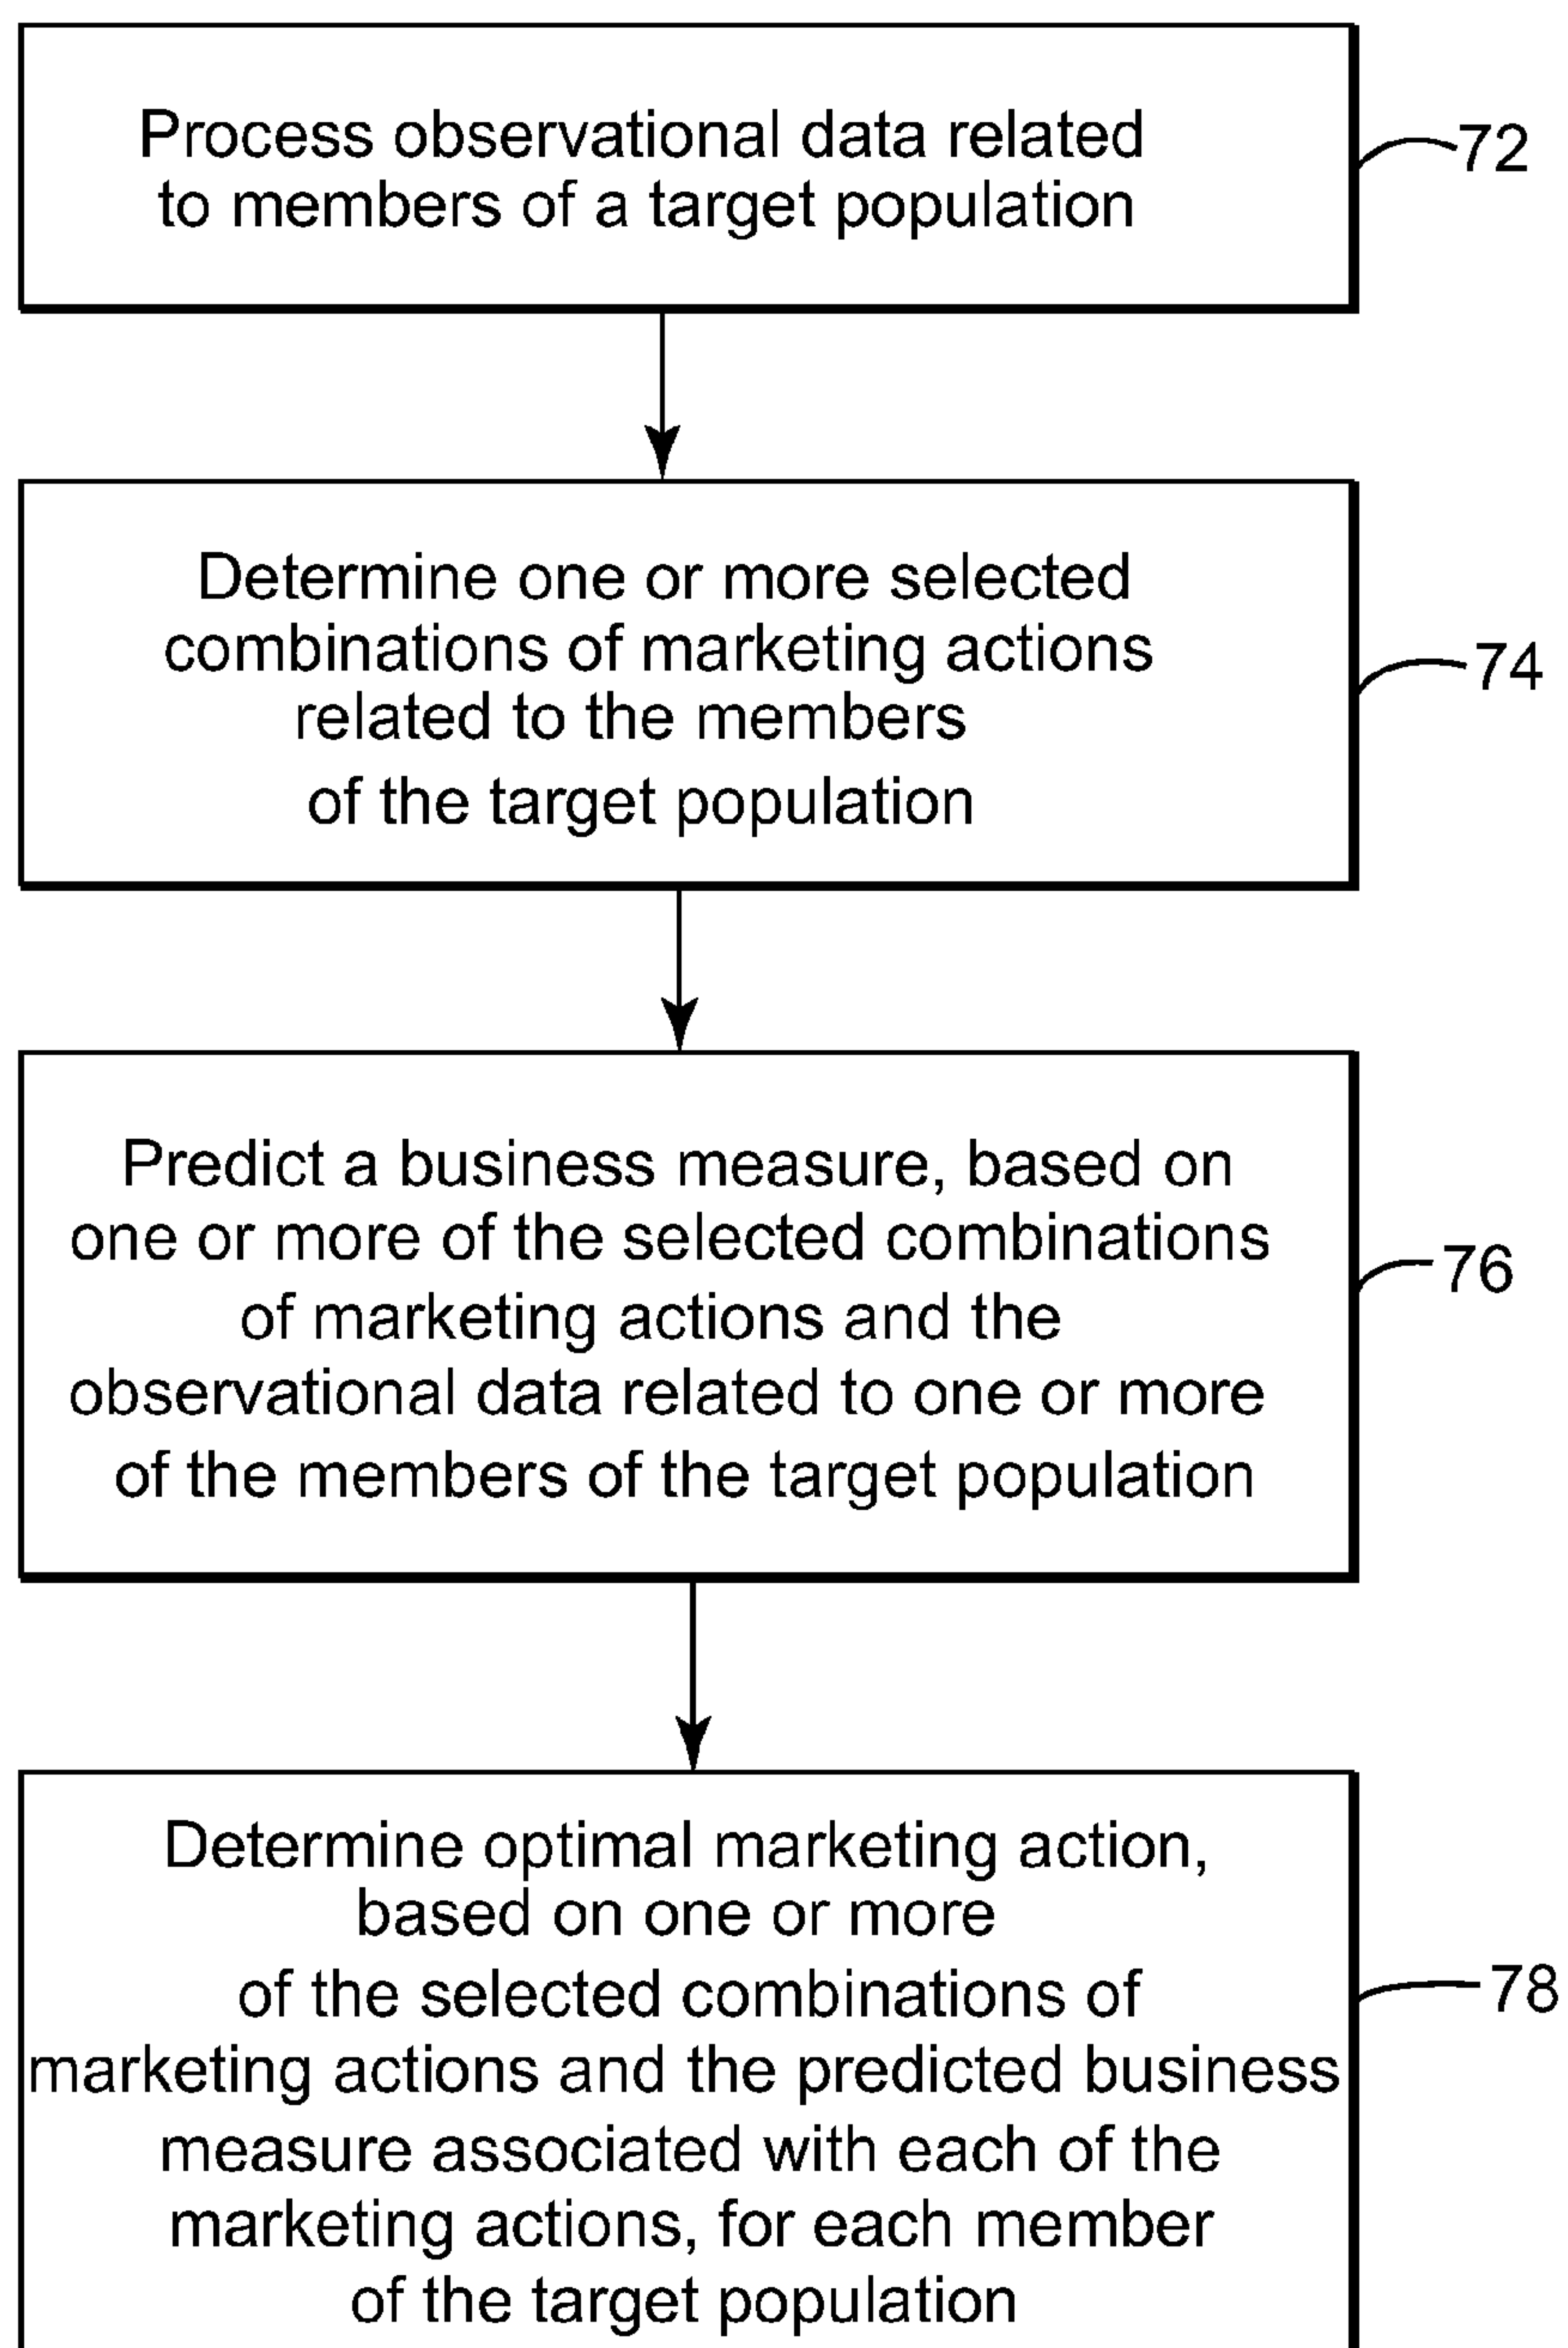 Process observational data related
to members of a target population
72
Determine one or more selected
combinations of marketing actions
related to the members
of the target population
74
Predict a business measure, based on
one or more of the selected combinations
of marketing actions and the
observational data related to one or more
of the members of the target population
76
Determine optimal marketing action,
based on one or more
of the selected combinations of
marketing actions and the predicted business
measure associated with each of the
marketing actions, for each member
of the target population
78